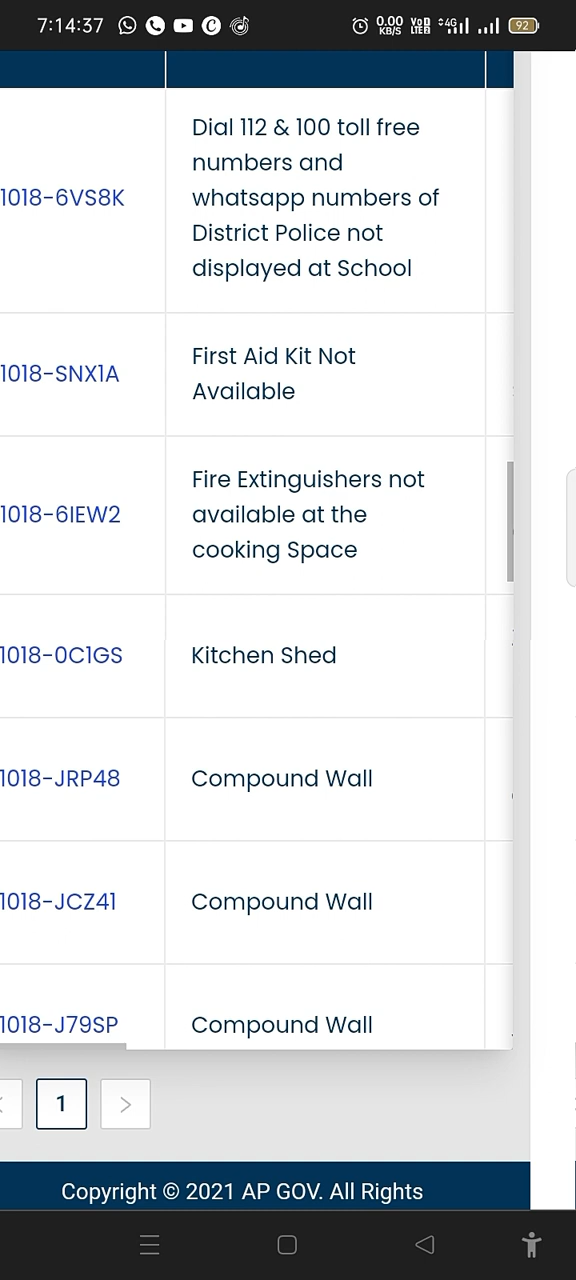 7:14:37
0.00 KB/S
VoD LTE2
4G
92
Dial 112 & 100 toll free
numbers and
1018-6VS8K
whatsapp numbers of
District Police not
displayed at School
First Aid Kit Not
1018-SNX1A
Available
Fire Extinguishers not
1018-6IEW2
available at the
cooking Space
1018-0C1GS
Kitchen Shed
1018-JRP48
Compound Wall
1018-JCZ41
Compound Wall
1018-J79SP
Compound Wall
1
Copyright © 2021 AP GOV. All Rights